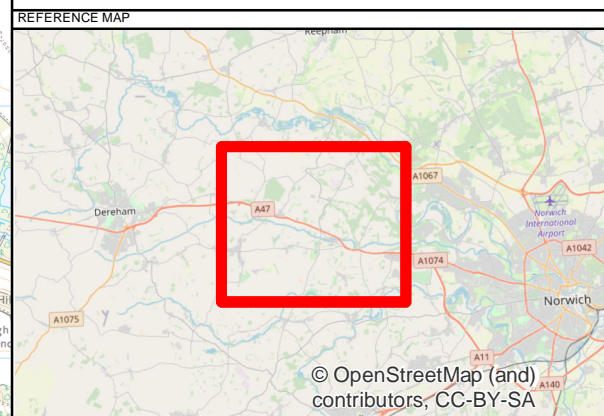 REFERENCE MAP
Reepham
A1067
Dereham
A47
Norwich
International
Airport
A1042
A1074
Norwich
A1075
A11
A140
© OpenStreetMap (and)
contributors, CC-BY-SA